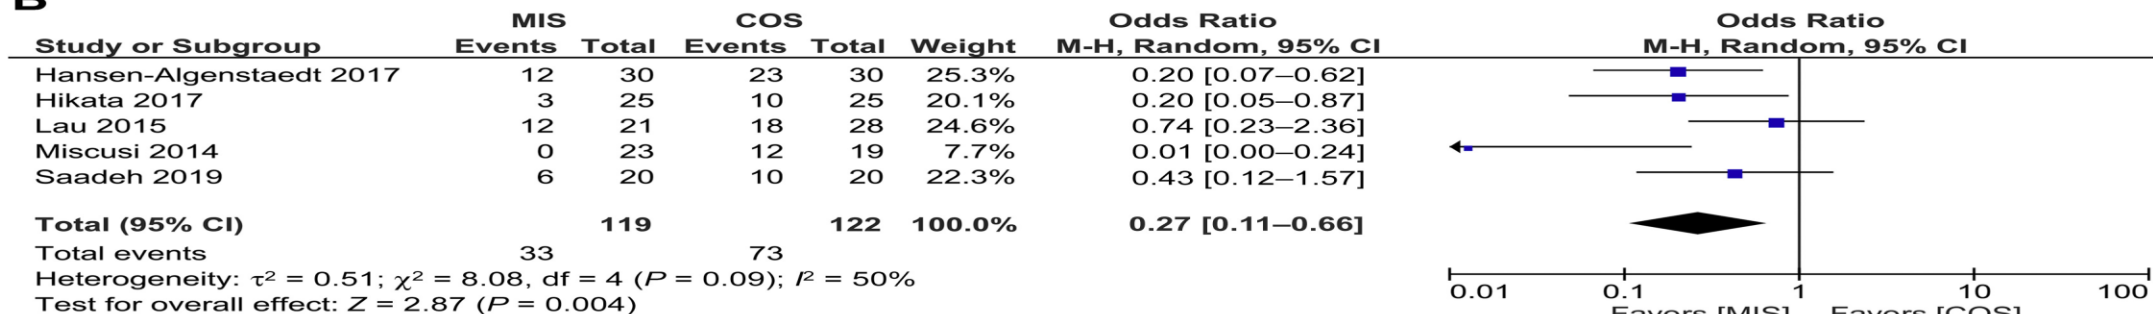 B
MIS COS Odds Ratio Odds Ratio
Study or Subgroup Events Total Events Total Weight M-H, Random, 95% CI M-H, Random, 95% CI
Hansen-Algenstaedt 2017 12 30 23 30 25.3% 0.20 [0.07–0.62]
Hikata 2017 3 25 10 25 20.1% 0.20 [0.05–0.87]
Lau 2015 12 21 18 28 24.6% 0.74 [0.23–2.36]
Miscusi 2014 0 23 12 19 7.7% 0.01 [0.00–0.24]
Saadeh 2019 6 20 10 20 22.3% 0.43 [0.12–1.57]
Total (95% CI) 119 122 100.0% 0.27 [0.11–0.66]
Total events 33 73
Heterogeneity: τ² = 0.51; χ² = 8.08, df = 4 (P = 0.09); I² = 50%
Test for overall effect: Z = 2.87 (P = 0.004)
0.01 0.1 1 10 100
Favors [MIS] Favors [COS]